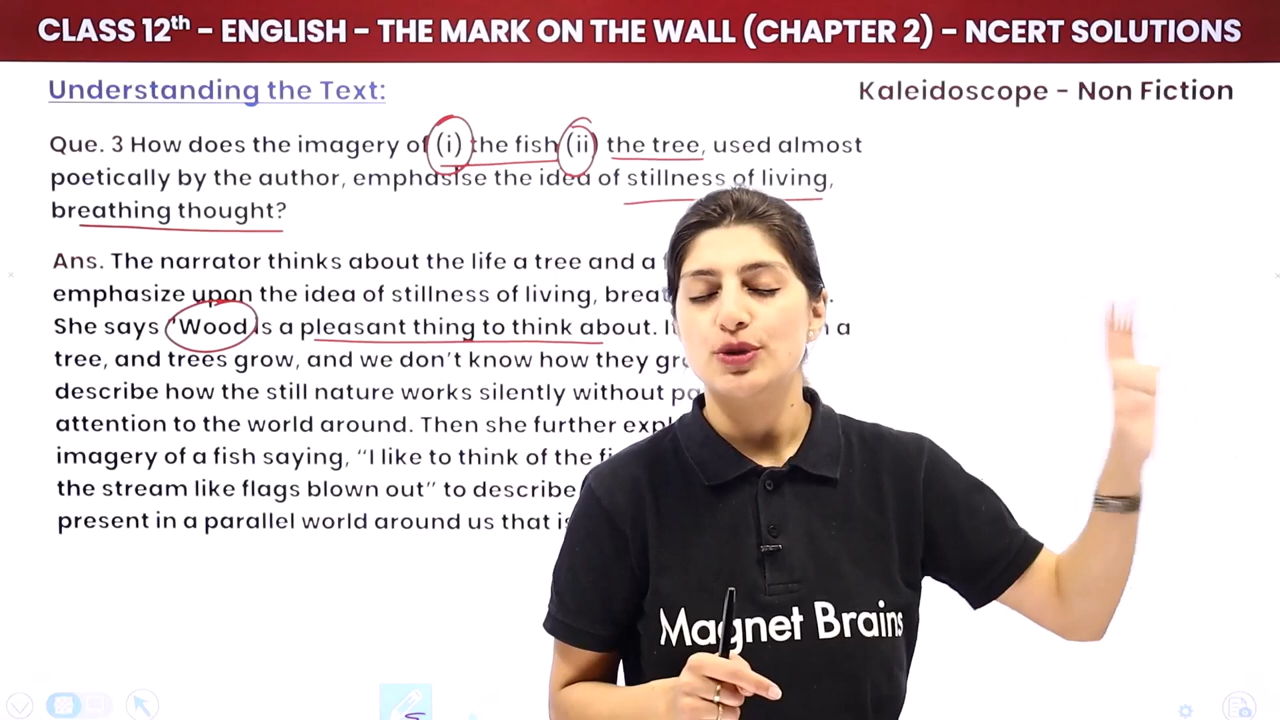 CLASS 12th – ENGLISH – THE MARK ON THE WALL (CHAPTER 2) – NCERT SOLUTIONS
Understanding the Text:
Kaleidoscope – Non Fiction
Que. 3 How does the imagery of (i) the fish (ii) the tree, used almost
poetically by the author, emphasise the idea of stillness of living,
breathing thought?
Ans. The narrator thinks about the life a tree and a
emphasize upon the idea of stillness of living,
She says 'Wood is a pleasant thing to think about. a
tree, and trees grow, and we don't know how they
describe how the still nature works silently without
attention to the world around. Then she further
imagery of a fish saying, "I like to think of the
the stream like flags blown out" to describe
present in a parallel world around us that
Magnet Brains